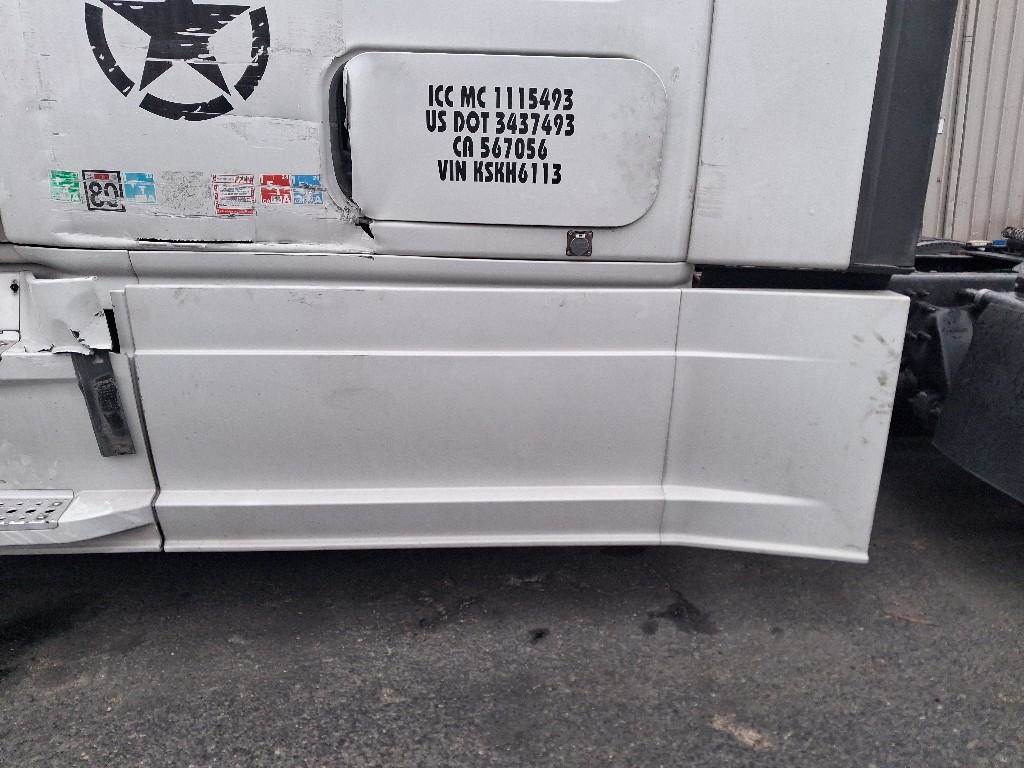 ICC MC 1115493
US DOT 3437493
CA 567056
VIN KSKH6113